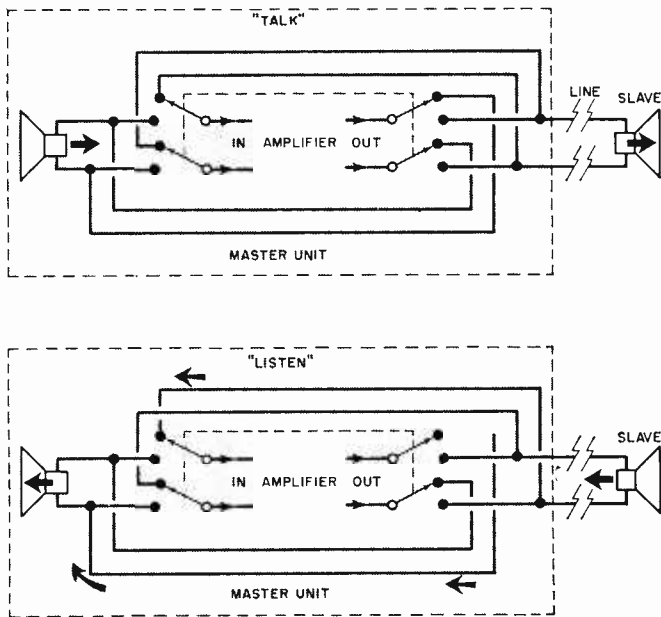 "TALK"
LINE
SLAVE
IN AMPLIFIER OUT
MASTER UNIT
"LISTEN"
SLAVE
IN AMPLIFIER OUT
MASTER UNIT